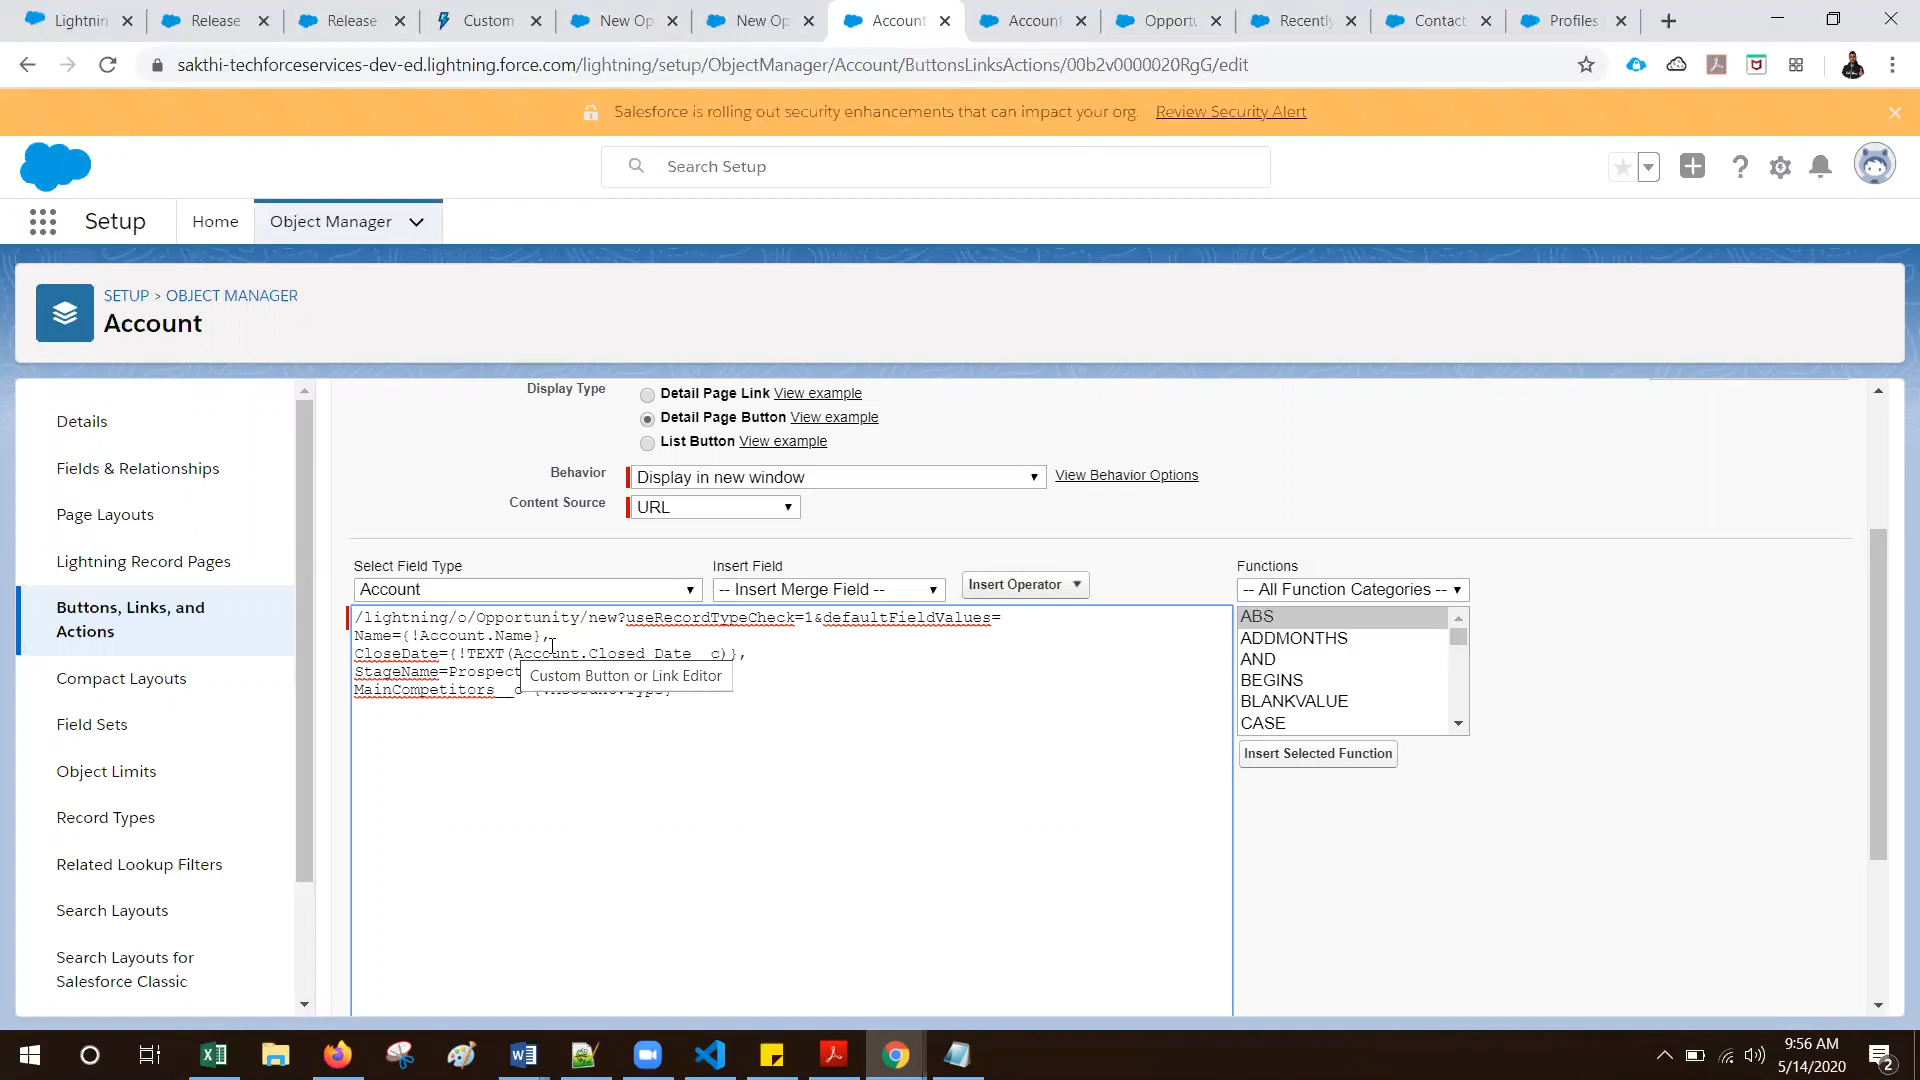 Lightnin
Release
Release
Custom
New Op
New Op
Account
Account
Opportu
Recently
Contact
Profiles
sakthi-techforceservices-dev-ed.lightning.force.com/lightning/setup/ObjectManager/Account/ButtonsLinksActions/00b2v0000020RgG/edit
Salesforce is rolling out security enhancements that can impact your org. Review Security Alert
Search Setup
Setup
Home
Object Manager
SETUP > OBJECT MANAGER
Account
Details
Fields & Relationships
Page Layouts
Lightning Record Pages
Buttons, Links, and
Actions
Compact Layouts
Field Sets
Object Limits
Record Types
Related Lookup Filters
Search Layouts
Search Layouts for
Salesforce Classic
Display Type
Detail Page Link View example
Detail Page Button View example
List Button View example
Behavior
Display in new window
View Behavior Options
Content Source
URL
Select Field Type
Account
Insert Field
-- Insert Merge Field --
Insert Operator
Functions
-- All Function Categories --
/lightning/o/Opportunity/new?useRecordTypeCheck=1&defaultFieldValues=
Name={!Account.Name},
CloseDate={!TEXT(Account.Closed_Date__c)},
StageName=Prospect
MainCompetitors__c
Custom Button or Link Editor
ABS
ADDMONTHS
AND
BEGINS
BLANKVALUE
CASE
Insert Selected Function
9:56 AM
5/14/2020
2